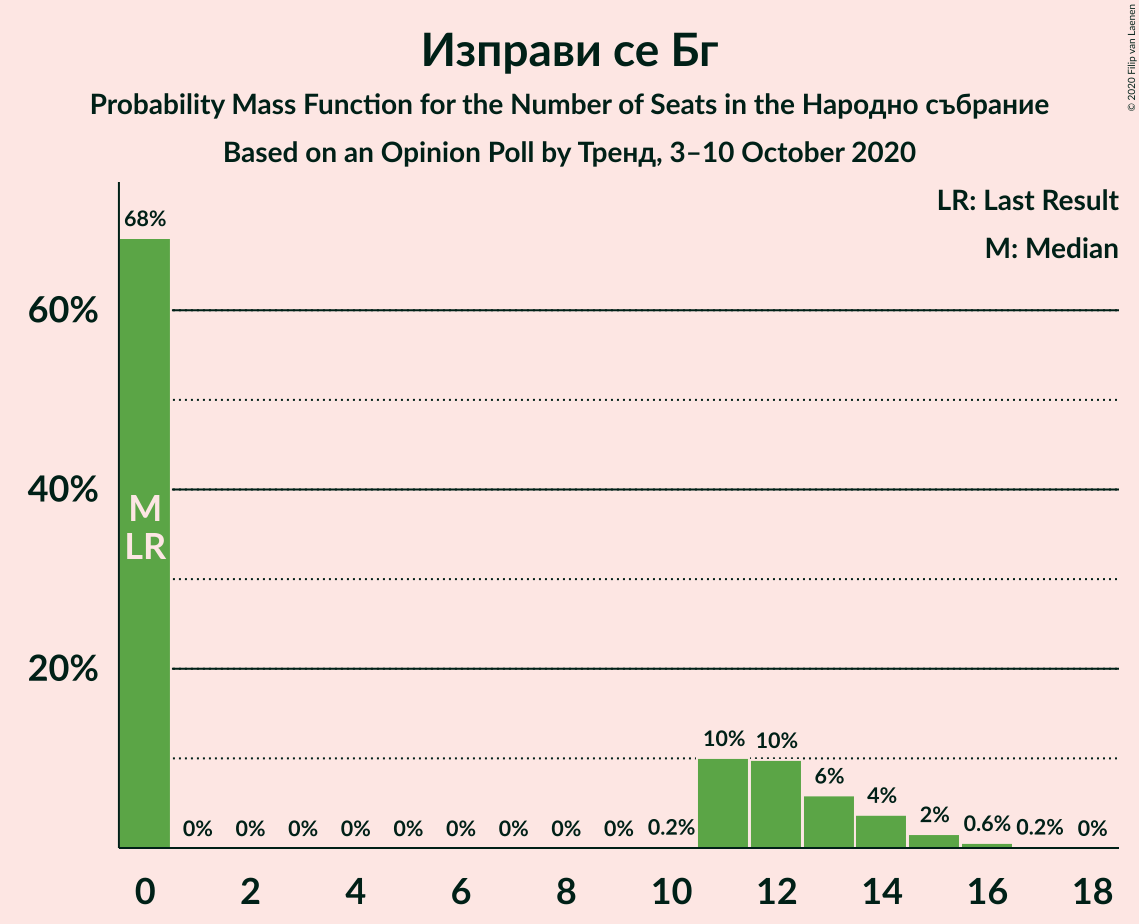 Изправи се Бг
Probability Mass Function for the Number of Seats in the Народно събрание
Based on an Opinion Poll by Тренд, 3–10 October 2020
© 2020 Filip van Laenen
LR: Last Result
M: Median
68%
60%
40%
20%
M
LR
0% 0% 0% 0% 0% 0% 0% 0% 0% 0.2% 10% 10% 6% 4% 2% 0.6% 0.2% 0%
0 2 4 6 8 10 12 14 16 18